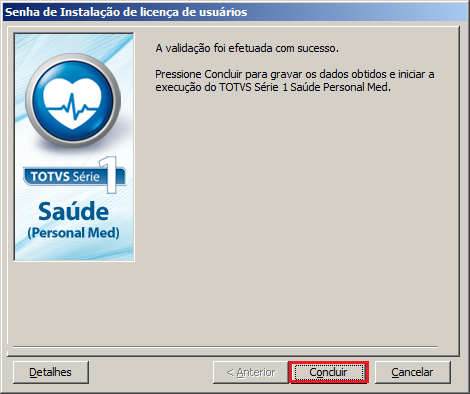 Senha de Instalação de licença de usuários
A validação foi efetuada com sucesso.
Pressione Concluir para gravar os dados obtidos e iniciar a
execução do TOTVS Série 1 Saúde Personal Med.
TOTVS Série 1
Saúde
(Personal Med)
Detalhes
< Anterior
Concluir
Cancelar